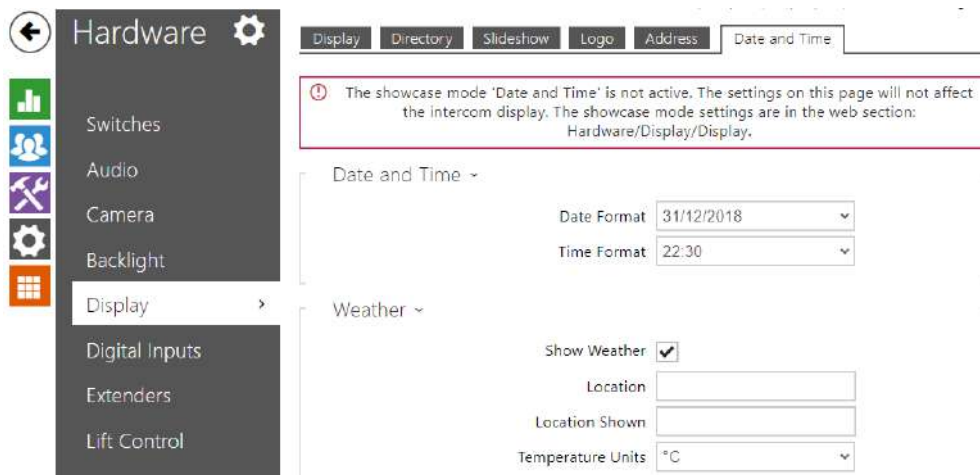 Hardware
Switches
Audio
Camera
Backlight
Display
Digital Inputs
Extenders
Lift Control
Display Directory Slideshow Logo Address Date and Time
The showcase mode 'Date and Time' is not active. The settings on this page will not affect
the intercom display. The showcase mode settings are in the web section:
Hardware/Display/Display.
Date and Time
Date Format 31/12/2018
Time Format 22:30
Weather
Show Weather
Location
Location Shown
Temperature Units °C